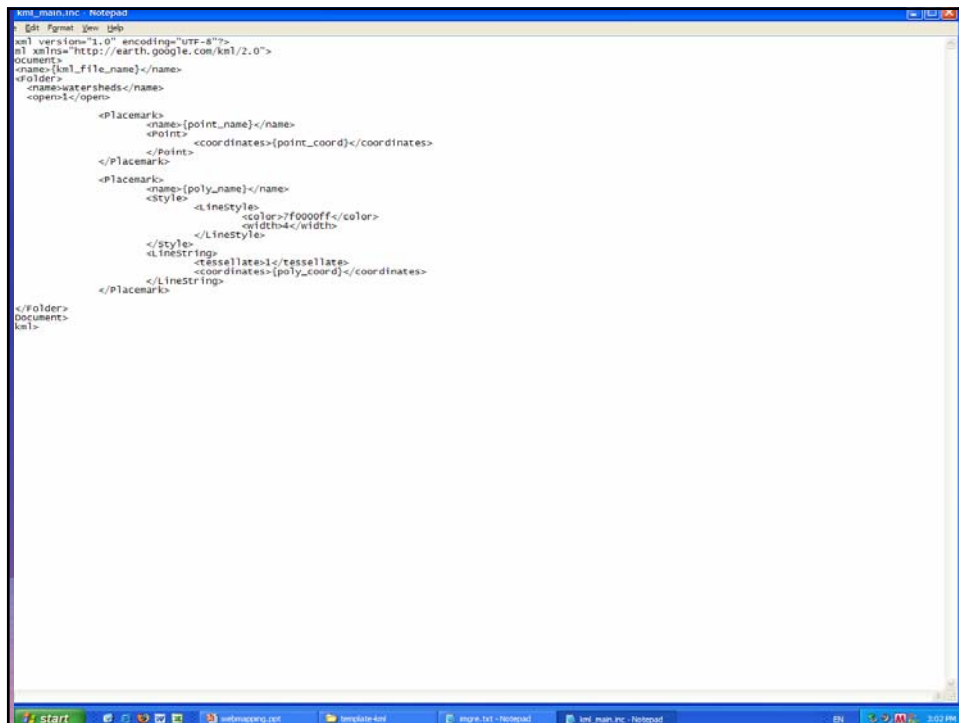 kml_main.inc - Notepad
Edit Format View Help
xml version="1.0" encoding="UTF-8"?>
ml xmlns="http://earth.google.com/kml/2.0">
ocument>
<name>{kml_file_name}</name>
<Folder>
<name>watersheds</name>
<open>1</open>
<Placemark>
<name>{point_name}</name>
<Point>
<coordinates>{point_coord}</coordinates>
</Point>
</Placemark>
<Placemark>
<name>{poly_name}</name>
<Style>
<LineStyle>
<color>7f0000ff</color>
<width>4</width>
</LineStyle>
</Style>
<LineString>
<tessellate>1</tessellate>
<coordinates>{poly_coord}</coordinates>
</LineString>
</Placemark>
</Folder>
Document>
kml>
start webmapping.ppt template-kml imgre.txt - Notepad kml_main.inc - Notepad EN 3:02 PM